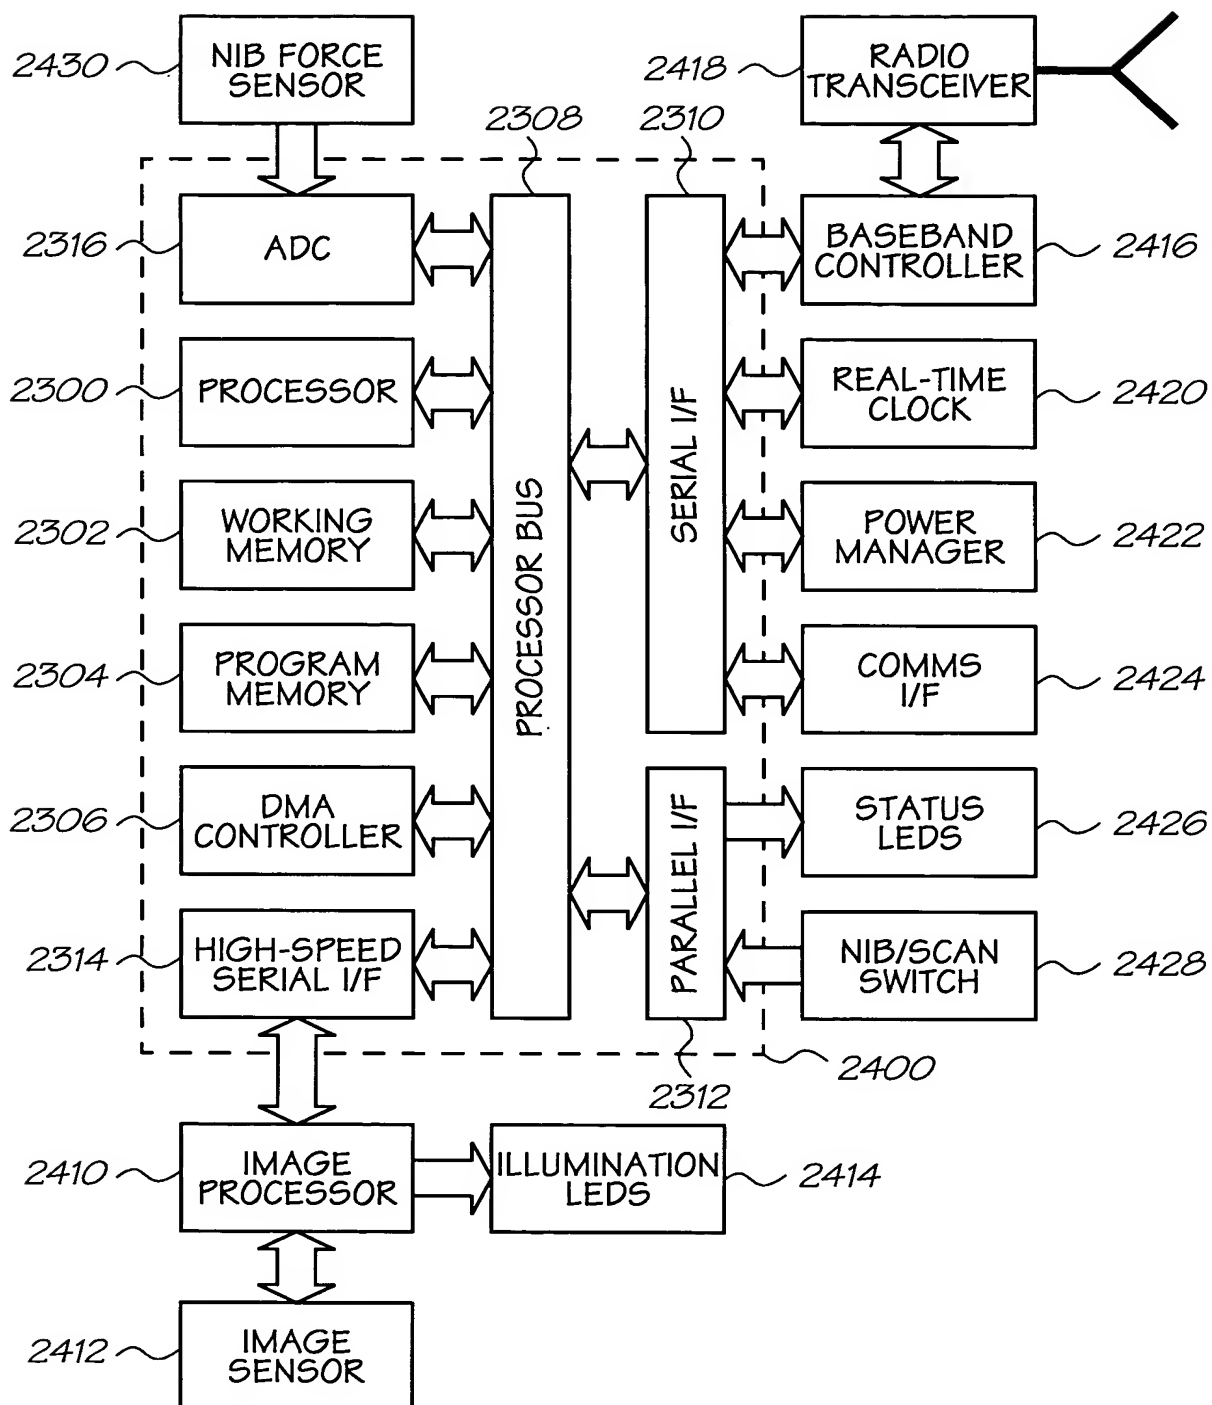 2430
NIB FORCE
SENSOR
2418
RADIO
TRANSCEIVER
2308
2310
2316
ADC
BASEBAND
CONTROLLER
2416
2300
PROCESSOR
REAL-TIME
CLOCK
2420
2302
WORKING
MEMORY
PROCESSOR BUS
SERIAL I/F
POWER
MANAGER
2422
2304
PROGRAM
MEMORY
COMMS
I/F
2424
2306
DMA
CONTROLLER
PARALLEL I/F
STATUS
LEDS
2426
2314
HIGH-SPEED
SERIAL I/F
NIB/SCAN
SWITCH
2428
2400
2312
2410
IMAGE
PROCESSOR
ILLUMINATION
LEDS
2414
2412
IMAGE
SENSOR